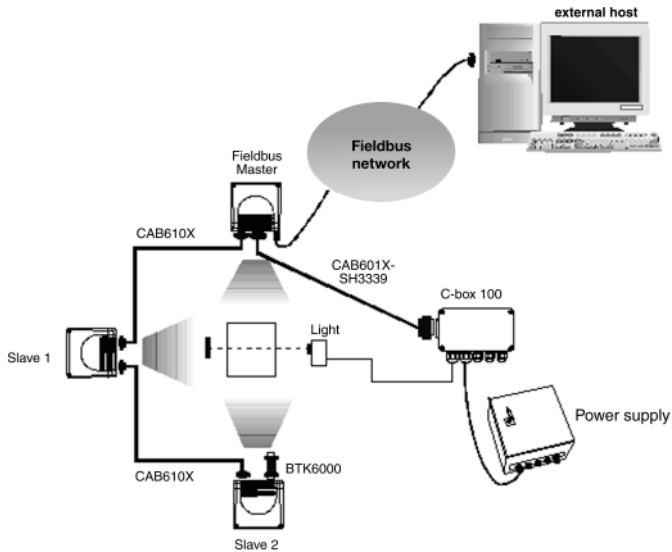 external host
Fieldbus
network
Fieldbus
Master
CAB610X
CAB601X-
SH3339
C-box 100
Light
Slave 1
Power supply
BTK6000
CAB610X
Slave 2